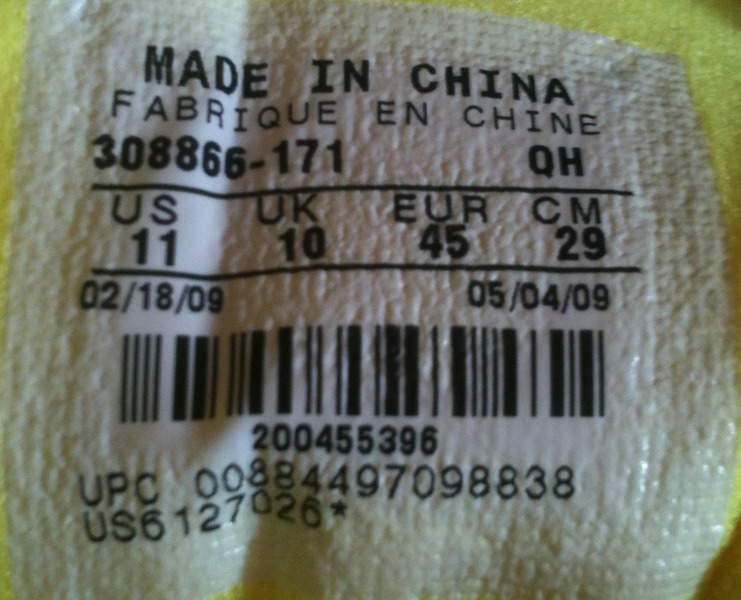 MADE IN CHINA
FABRIQUE EN CHINE
308866-171 QH
US UK EUR CM
11 10 45 29
02/18/09 05/04/09
200455396
UPC 00884497098838
US6127026*